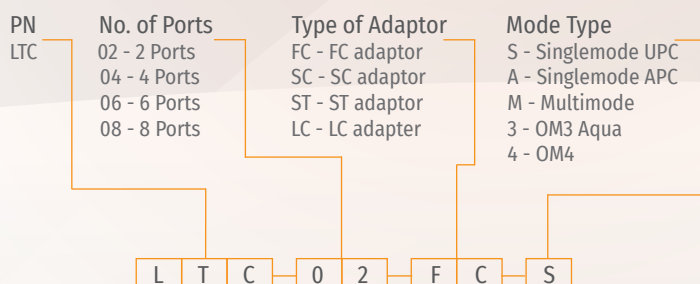 PN
LTC
No. of Ports
02 - 2 Ports
04 - 4 Ports
06 - 6 Ports
08 - 8 Ports
Type of Adaptor
FC - FC adaptor
SC - SC adaptor
ST - ST adaptor
LC - LC adapter
Mode Type
S - Singlemode UPC
A - Singlemode APC
M - Multimode
3 - OM3 Aqua
4 - OM4
L T C - 0 2 - F C - S